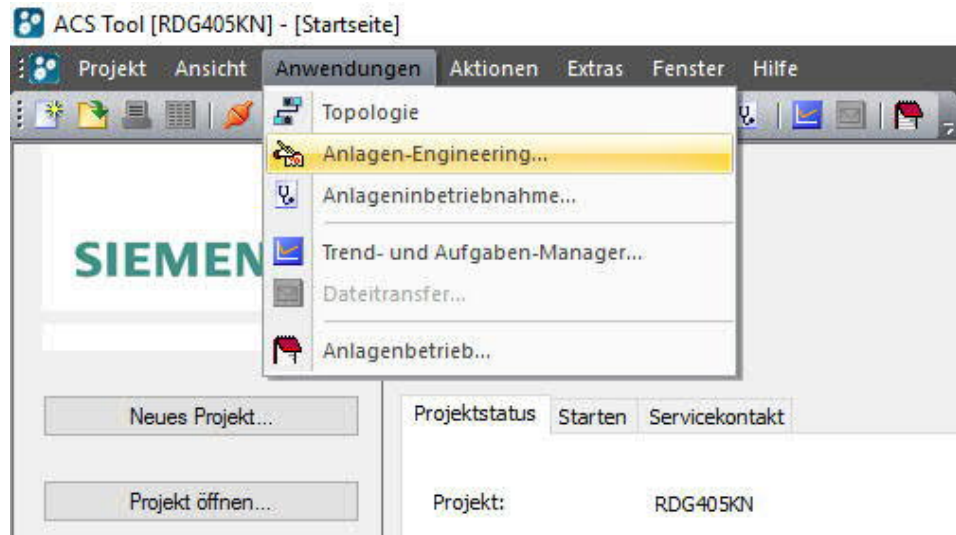 ACS Tool [RDG405KN] - [Startseite]
Projekt Ansicht Anwendungen Aktionen Extras Fenster Hilfe
Topologie
Anlagen-Engineering...
Anlageninbetriebnahme...
SIEMEN
Trend- und Aufgaben-Manager...
Dateitransfer...
Anlagenbetrieb...
Neues Projekt...
Projektstatus Starten Servicekontakt
Projekt öffnen...
Projekt: RDG405KN